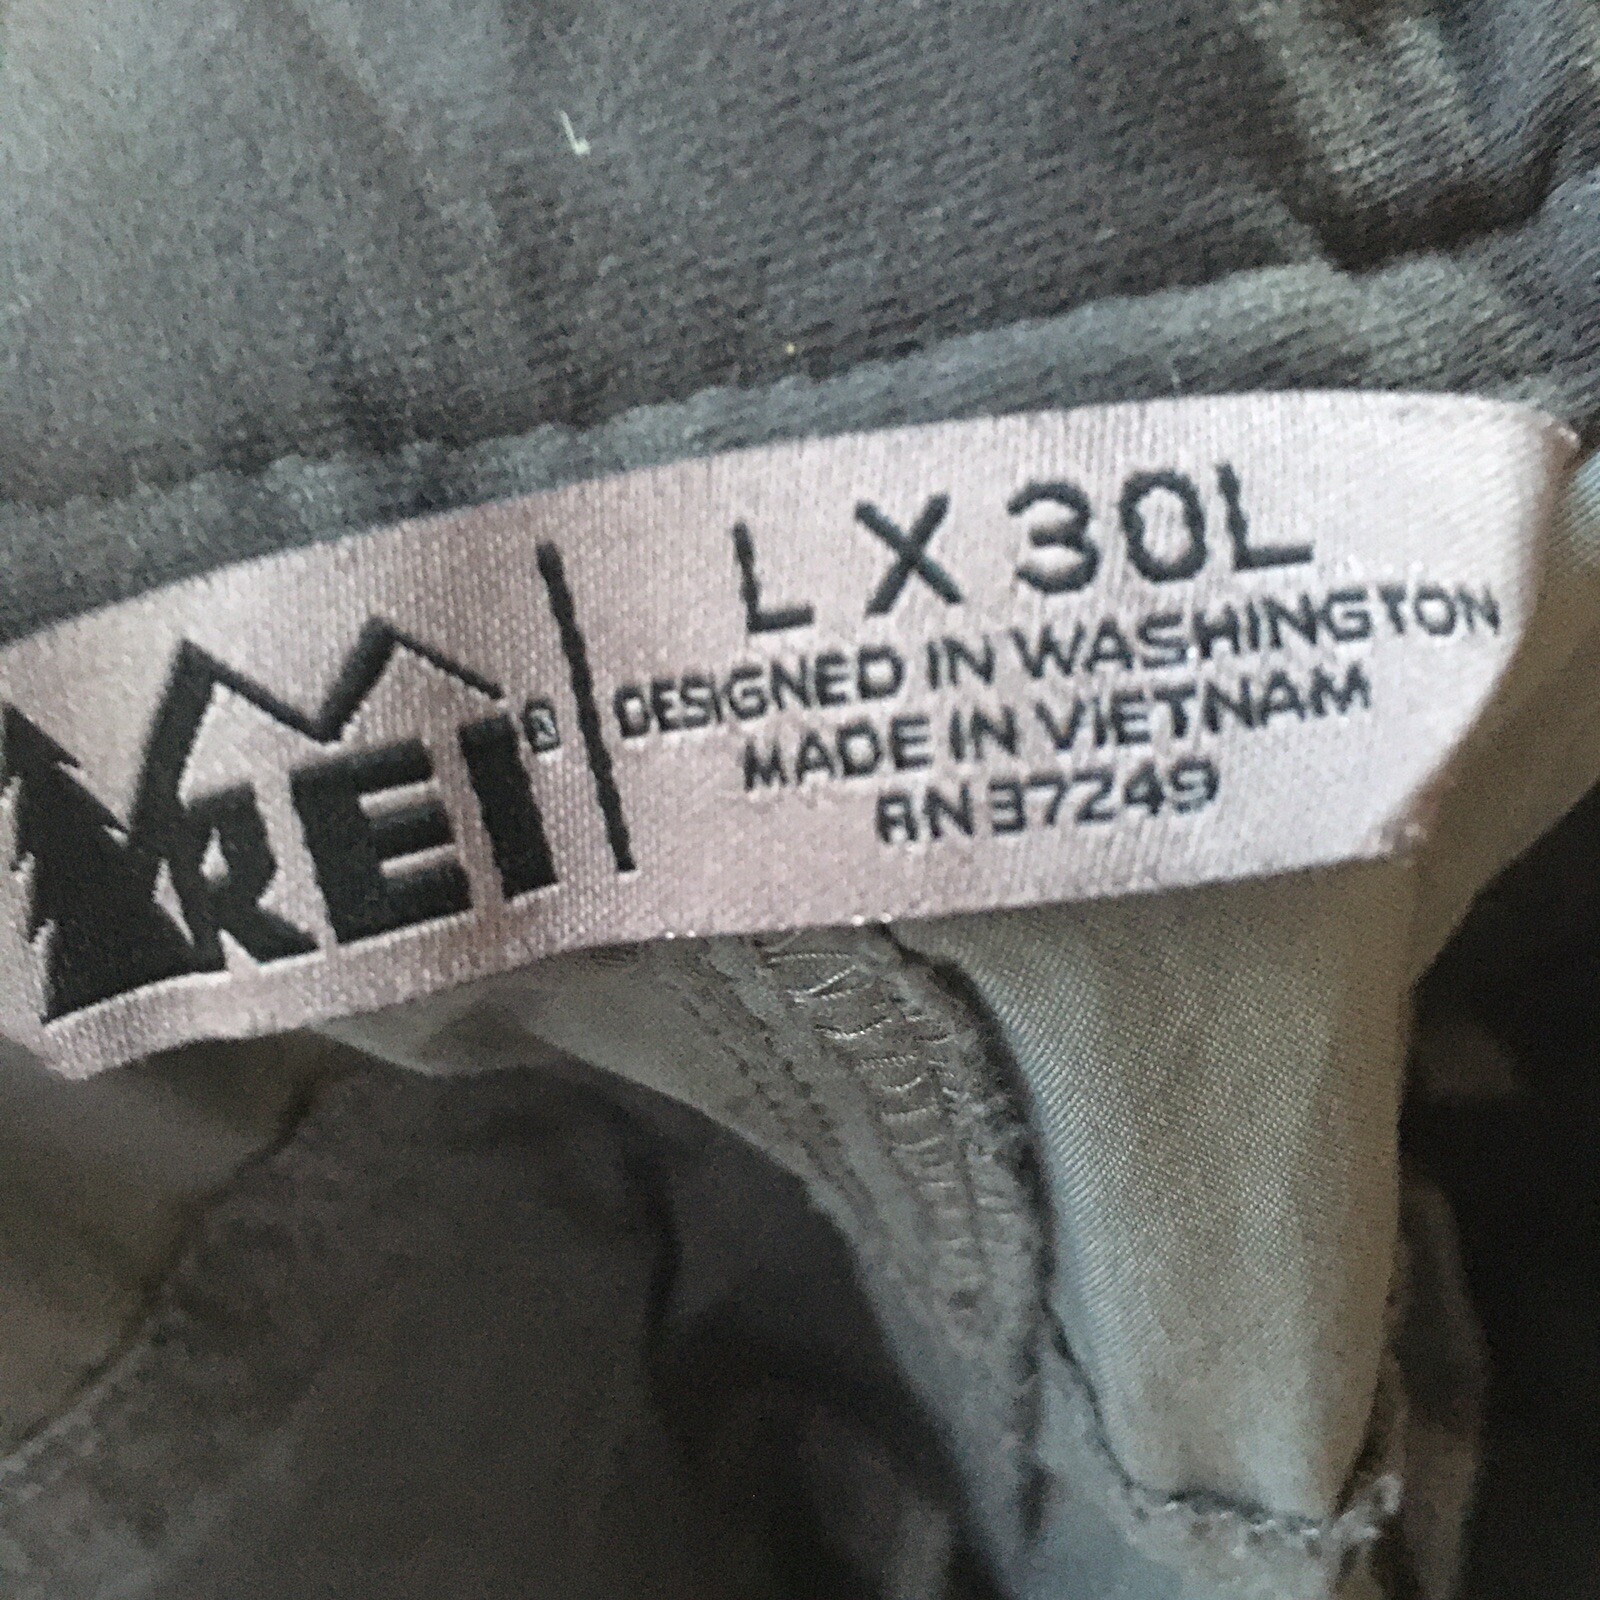 REI®
L X 30L
DESIGNED IN WASHINGTON
MADE IN VIETNAM
RN 37249